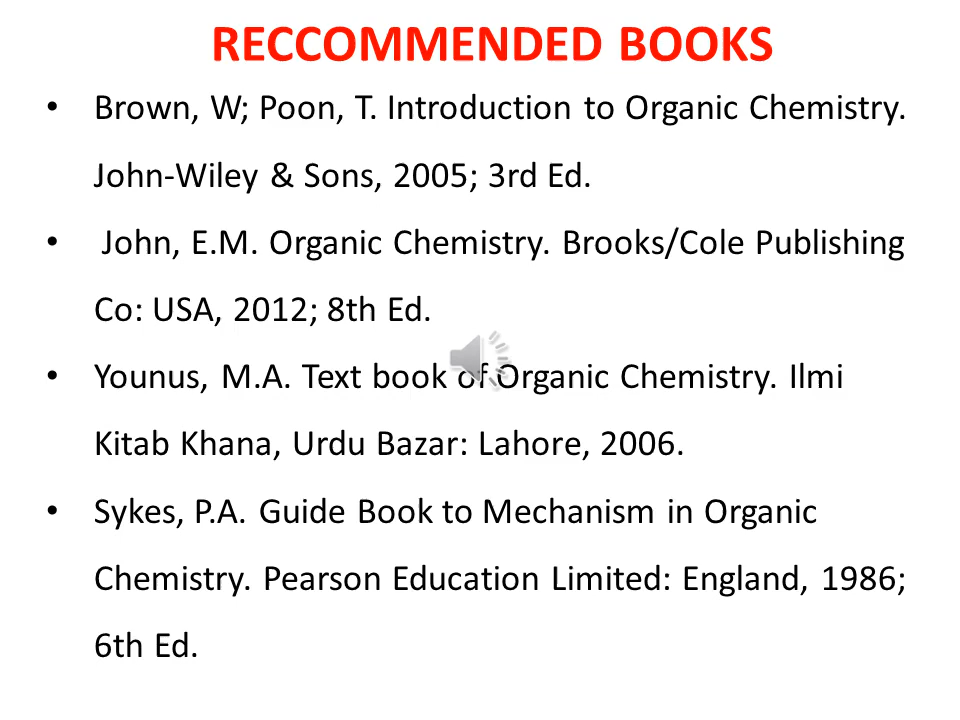 RECCOMMENDED BOOKS
• Brown, W; Poon, T. Introduction to Organic Chemistry.
John-Wiley & Sons, 2005; 3rd Ed.
• John, E.M. Organic Chemistry. Brooks/Cole Publishing
Co: USA, 2012; 8th Ed.
• Younus, M.A. Text book of Organic Chemistry. Ilmi
Kitab Khana, Urdu Bazar: Lahore, 2006.
• Sykes, P.A. Guide Book to Mechanism in Organic
Chemistry. Pearson Education Limited: England, 1986;
6th Ed.